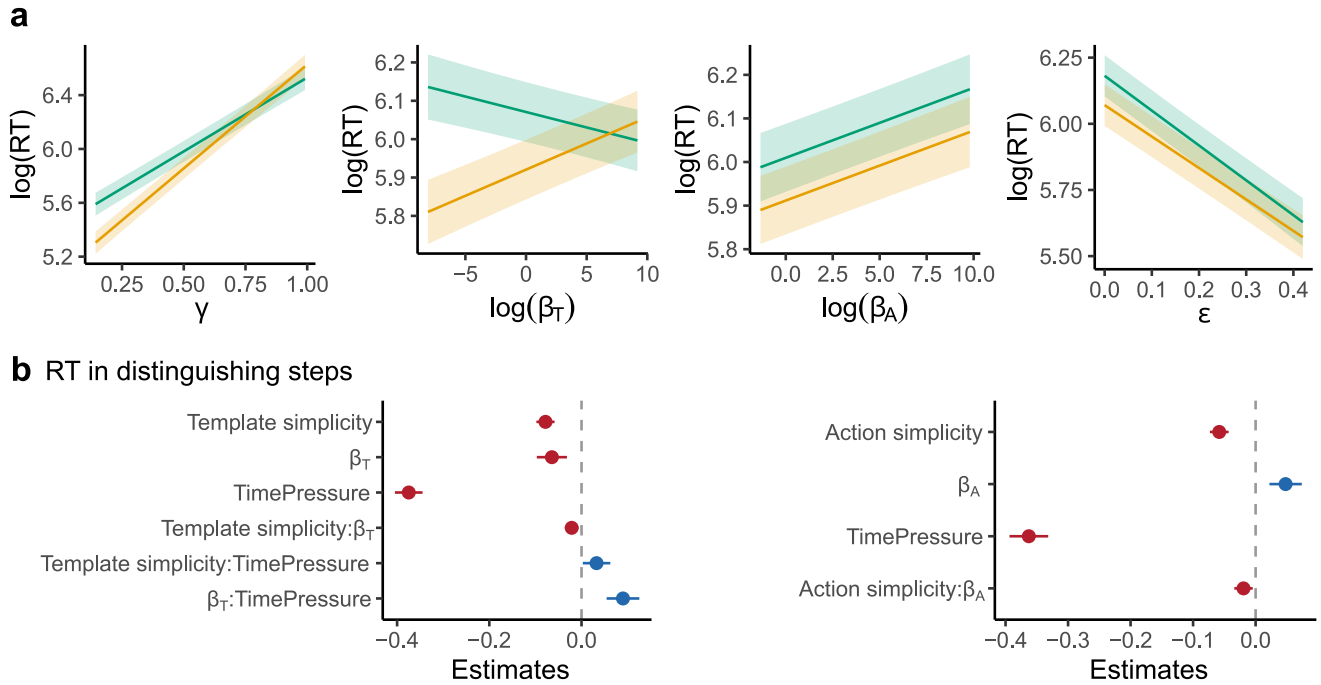 a
log(RT)
6.4
6.0
5.6
5.2
0.25 0.50 0.75 1.00
γ
log(RT)
6.2
6.1
6.0
5.9
5.8
−5 0 5 10
log(β_T)
log(RT)
6.2
6.1
6.0
5.9
5.8
0.0 2.5 5.0 7.5 10.0
log(β_A)
log(RT)
6.25
6.00
5.75
5.50
0.0 0.1 0.2 0.3 0.4
ε
b RT in distinguishing steps
Template simplicity
β_T
TimePressure
Template simplicity:β_T
Template simplicity:TimePressure
β_T:TimePressure
−0.4 −0.2 0.0
Estimates
Action simplicity
β_A
TimePressure
Action simplicity:β_A
−0.4 −0.3 −0.2 −0.1 0.0
Estimates